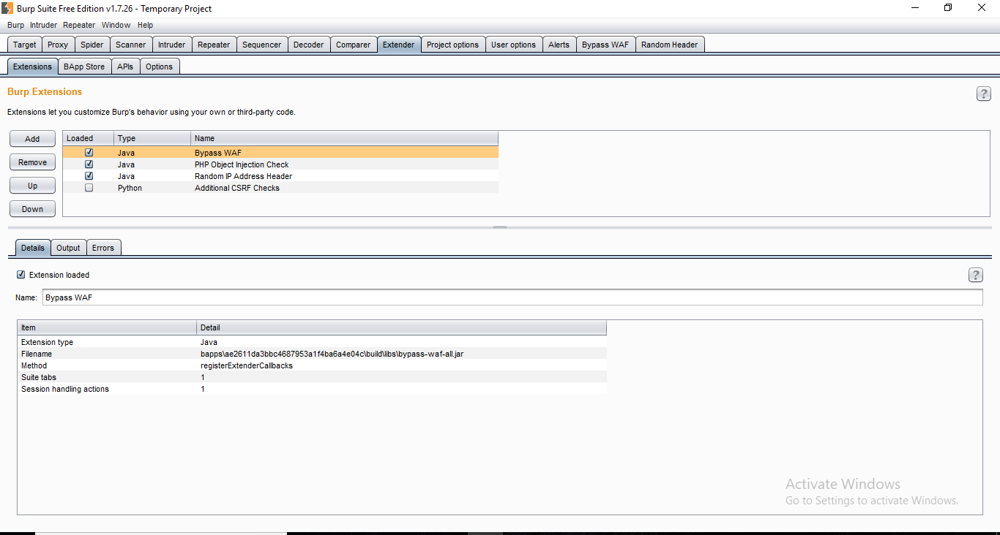 Burp Suite Free Edition v1.7.26 - Temporary Project
Burp Intruder Repeater Window Help
Target Proxy Spider Scanner Intruder Repeater Sequencer Decoder Comparer Extender Project options User options Alerts Bypass WAF Random Header
Extensions BApp Store APIs Options
Burp Extensions
?
Extensions let you customize Burp's behavior using your own or third-party code.
Add Loaded Type Name
Java Bypass WAF
Remove Java PHP Object Injection Check
Java Random IP Address Header
Up Python Additional CSRF Checks
Down
Details Output Errors
Extension loaded ?
Name: Bypass WAF
Item Detail
Extension type Java
Filename bapps\ae2611da3bbc4687953a1f4ba6a4e04c\build\libs\bypass-waf-all.jar
Method registerExtenderCallbacks
Suite tabs 1
Session handling actions 1
Activate Windows
Go to Settings to activate Windows.